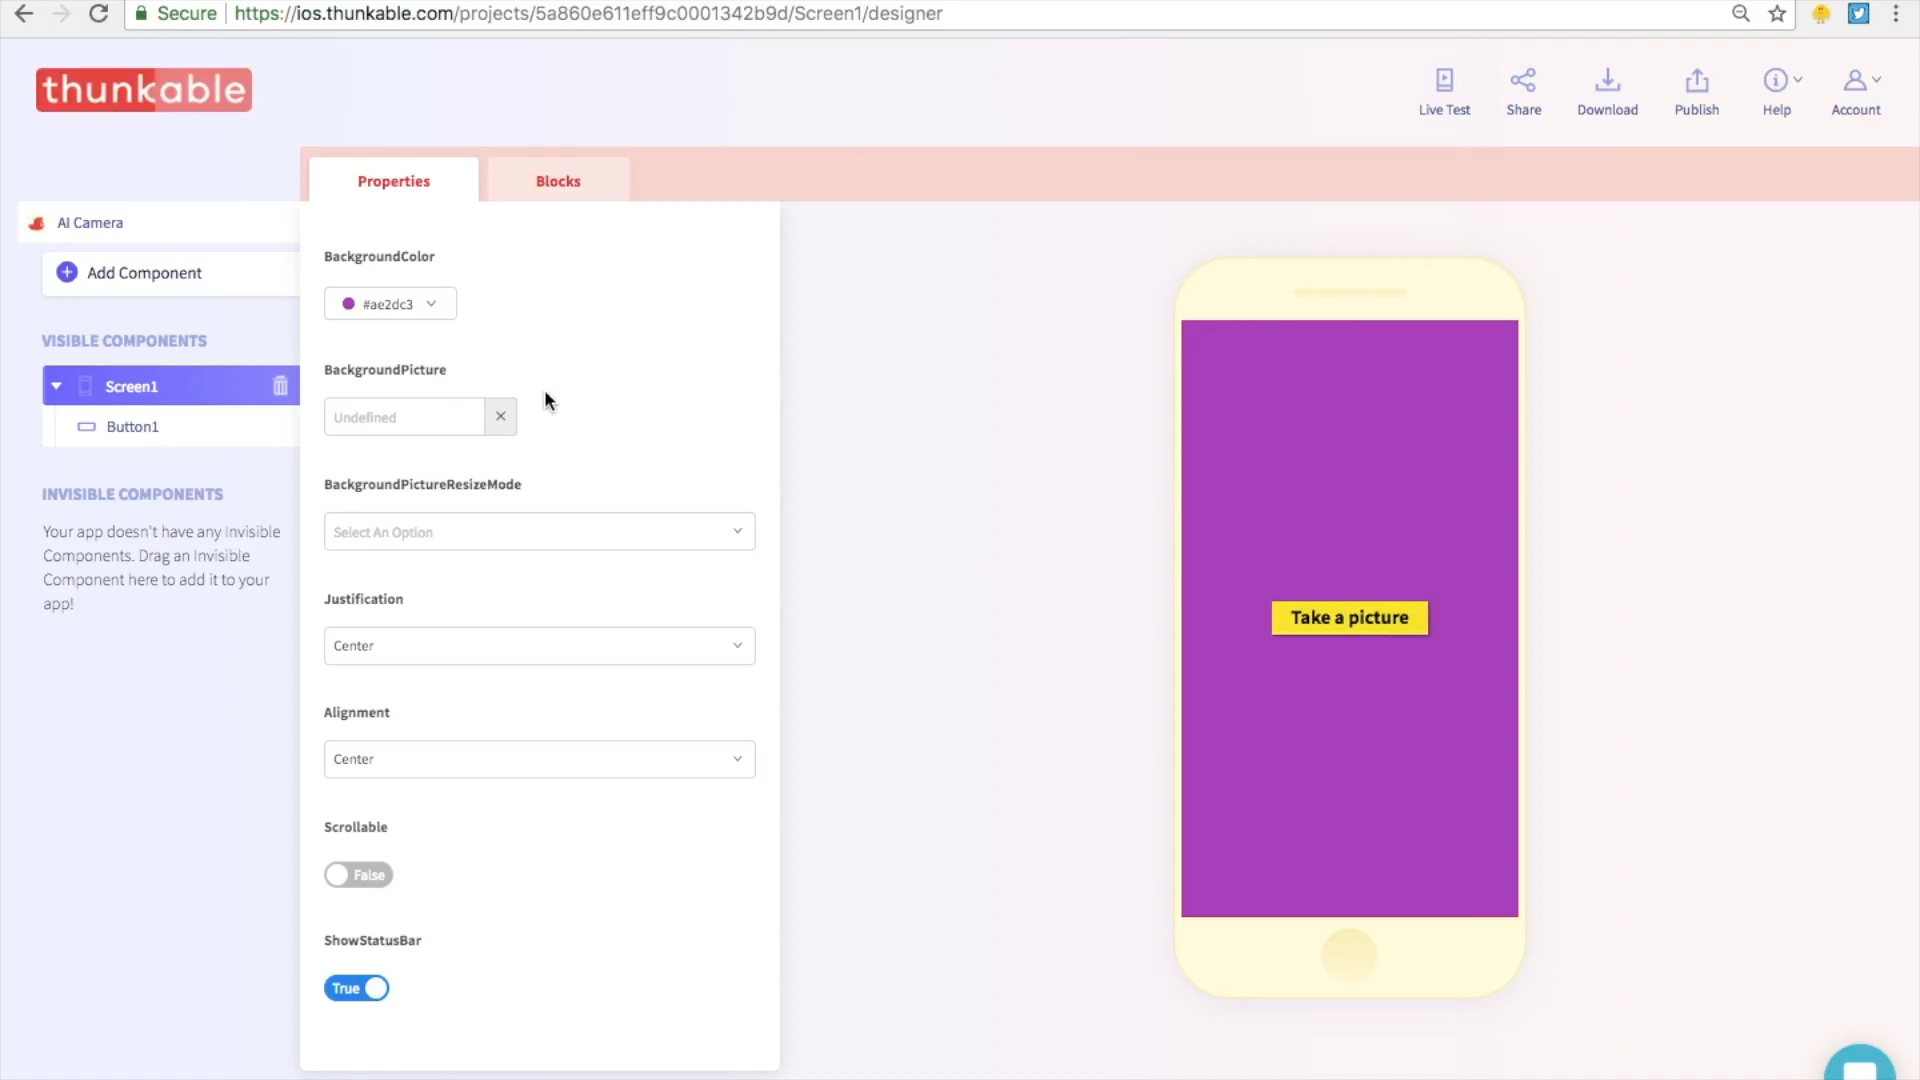 Secure https://ios.thunkable.com/projects/5a860e611eff9c0001342b9d/Screen1/designer
thunkable
Live Test
Share
Download
Publish
Help
Account
Properties
Blocks
AI Camera
Add Component
VISIBLE COMPONENTS
Screen1
Button1
INVISIBLE COMPONENTS
Your app doesn't have any Invisible
Components. Drag an Invisible
Component here to add it to your
app!
BackgroundColor
#ae2dc3
BackgroundPicture
Undefined
BackgroundPictureResizeMode
Select An Option
Justification
Center
Alignment
Center
Scrollable
False
ShowStatusBar
True
Take a picture